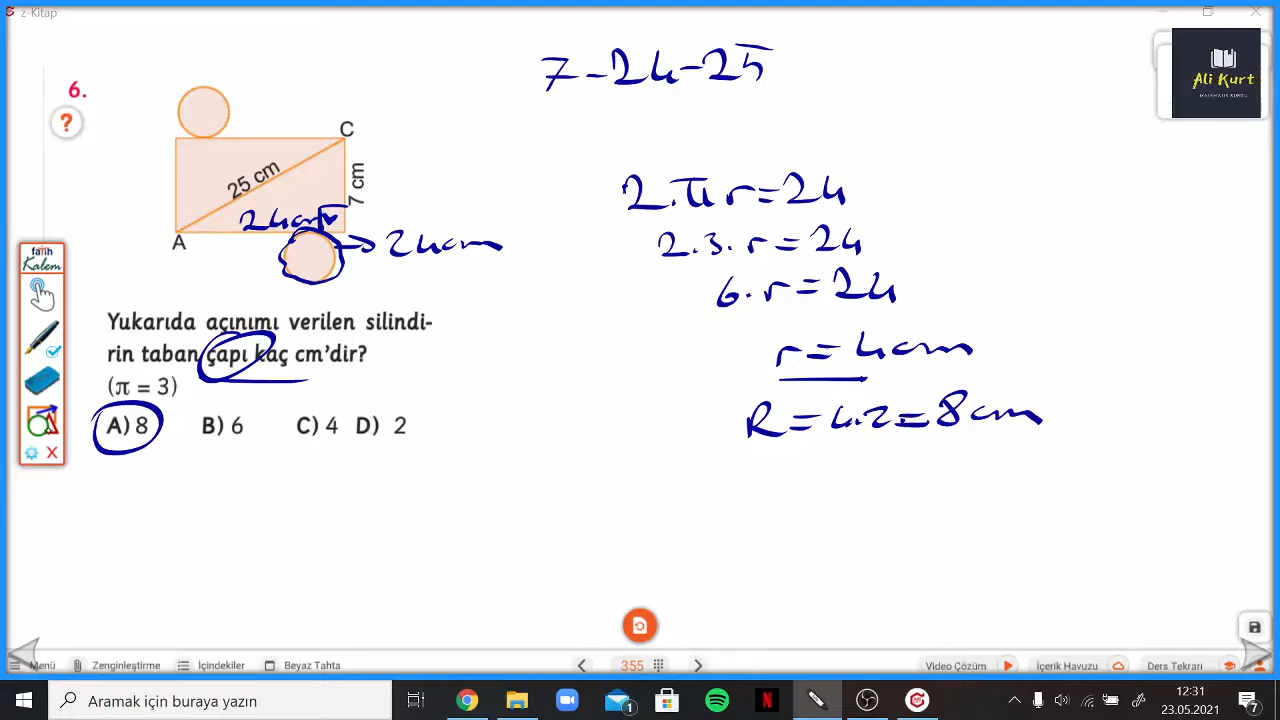 z-Kitap
7-24-25
Ali Kurt
6.
?
C
25 cm
7 cm
24cm
A
24cm
2.π.r=24
2.3.r=24
6.r=24
r=4cm
R=4.2=8cm
fatih
Kalem
Yukarıda açınımı verilen silindi-
rin taban çapı kaç cm'dir?
(π = 3)
A) 8 B) 6 C) 4 D) 2
Menü Zenginleştirme İçindekiler Beyaz Tahta 355 Video Çözüm İçerik Havuzu Ders Tekrarı
Aramak için buraya yazın
1
12:31
23.05.2021
7